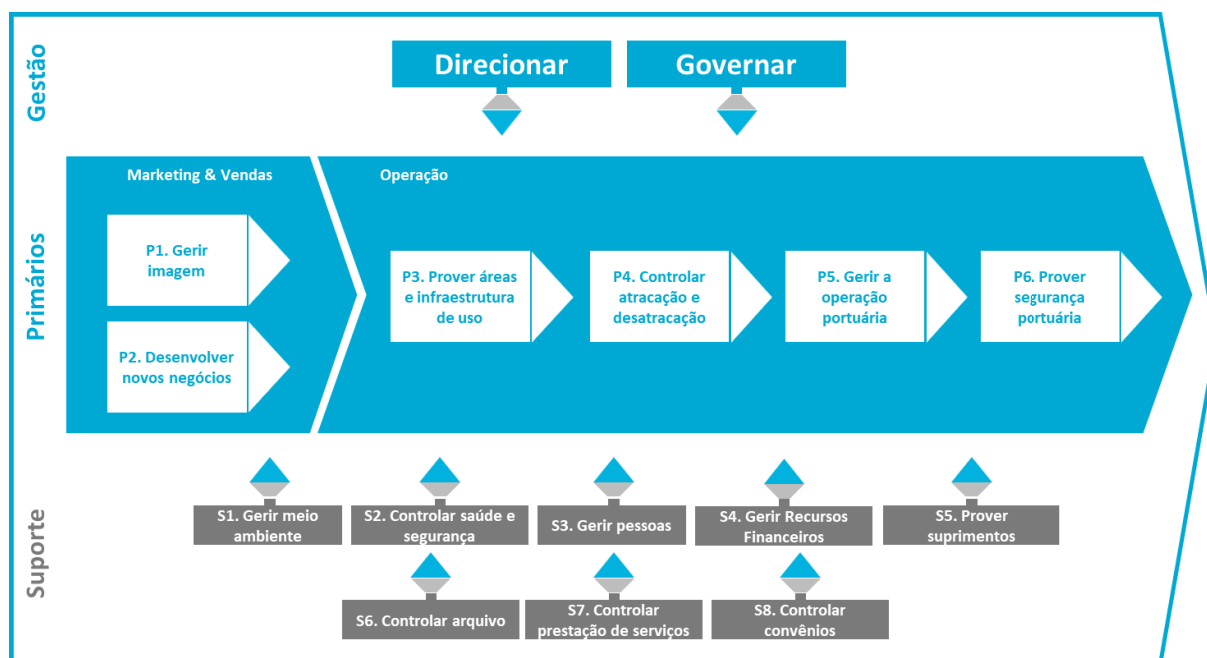 Gestão
Direcionar
Governar
Primários
Marketing & Vendas
Operação
P1. Gerir
imagem
P2. Desenvolver
novos negócios
P3. Prover áreas
e infraestrutura
de uso
P4. Controlar
atracação e
desatracação
P5. Gerir a
operação
portuária
P6. Prover
segurança
portuária
Suporte
S1. Gerir meio
ambiente
S2. Controlar saúde e
segurança
S3. Gerir pessoas
S4. Gerir Recursos
Financeiros
S5. Prover
suprimentos
S6. Controlar arquivo
S7. Controlar
prestação de serviços
S8. Controlar
convênios